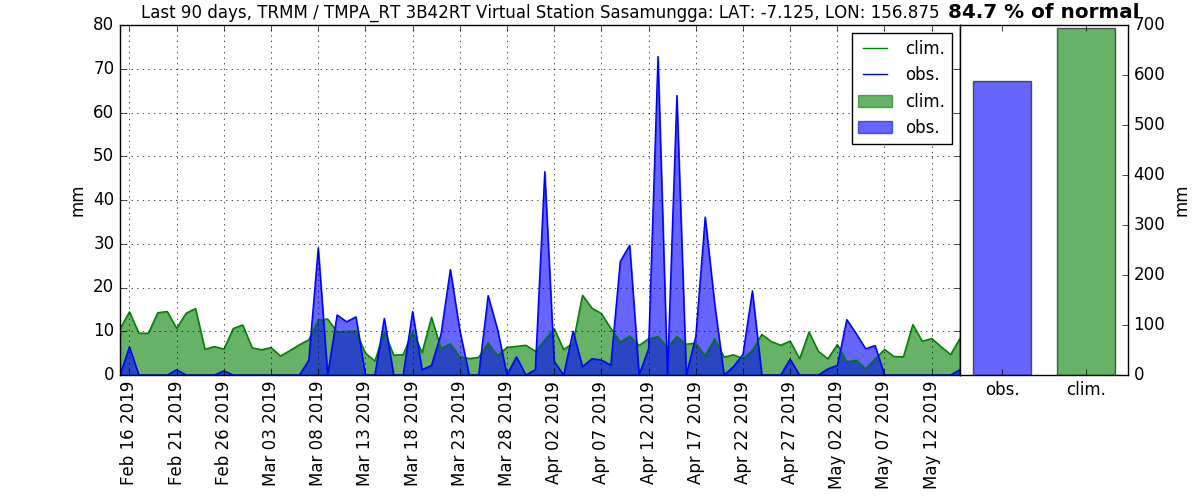 Last 90 days, TRMM / TMPA_RT 3B42RT Virtual Station Sasamungga: LAT: -7.125, LON: 156.875 84.7 % of normal
80
70
60
50
40
30
20
10
0
mm
clim.
obs.
clim.
obs.
700
600
500
400
300
200
100
0
mm
obs. clim.
Feb 16 2019
Feb 21 2019
Feb 26 2019
Mar 03 2019
Mar 08 2019
Mar 13 2019
Mar 18 2019
Mar 23 2019
Mar 28 2019
Apr 02 2019
Apr 07 2019
Apr 12 2019
Apr 17 2019
Apr 22 2019
Apr 27 2019
May 02 2019
May 07 2019
May 12 2019